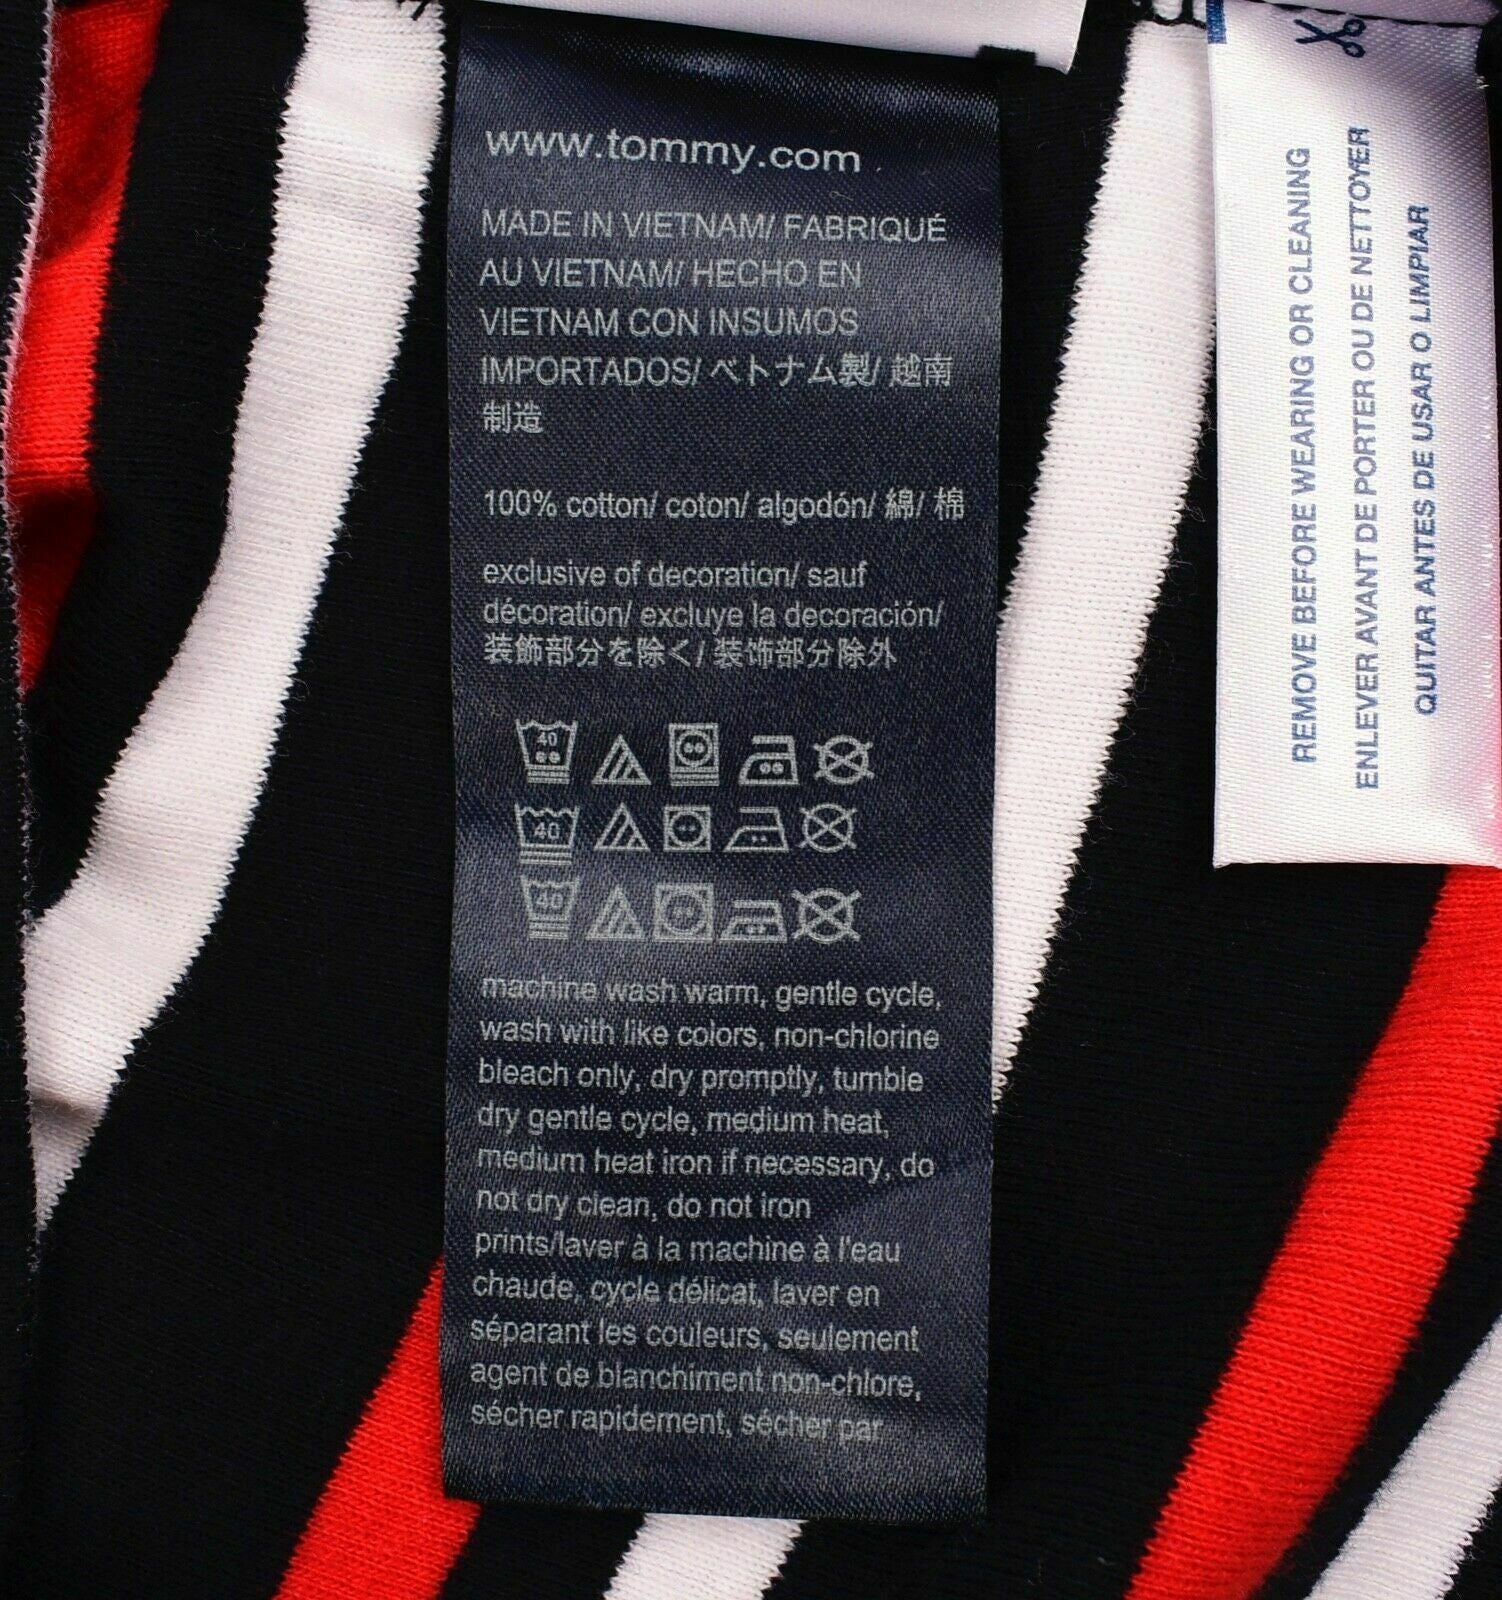 www.tommy.com
MADE IN VIETNAM/ FABRIQUÉ
AU VIETNAM/ HECHO EN
VIETNAM CON INSUMOS
IMPORTADOS/ ベトナム製/ 越南
制造
100% cotton/ coton/ algodón/ 綿/ 棉
exclusive of decoration/ sauf
décoration/ excluye la decoración/
装飾部分を除く/ 装饰部分除外
40
40
40
machine wash warm, gentle cycle,
wash with like colors, non-chlorine
bleach only, dry promptly, tumble
dry gentle cycle, medium heat,
medium heat iron if necessary, do
not dry clean, do not iron
prints/laver à la machine à l'eau
chaude, cycle délicat, laver en
séparant les couleurs, seulement
agent de blanchiment non-chlore,
sécher rapidement, sécher par
REMOVE BEFORE WEARING OR CLEANING
ENLEVER AVANT DE PORTER OU DE NETTOYER
QUITAR ANTES DE USAR O LIMPIAR